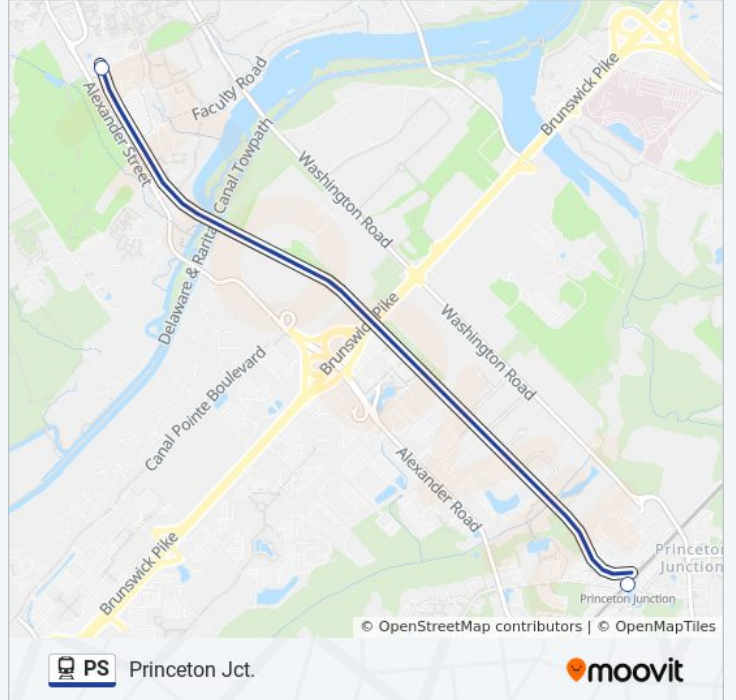 Faculty Road
Brunswick Pike
Alexander Street
Delaware & Raritan Canal Towpath
Washington Road
Brunswick Pike
Washington Road
Canal Pointe Boulevard
Alexander Road
Brunswick Pike
Princeton
Junction
Princeton Junction
© OpenStreetMap contributors | © OpenMapTiles
PS Princeton Jct.
moovit